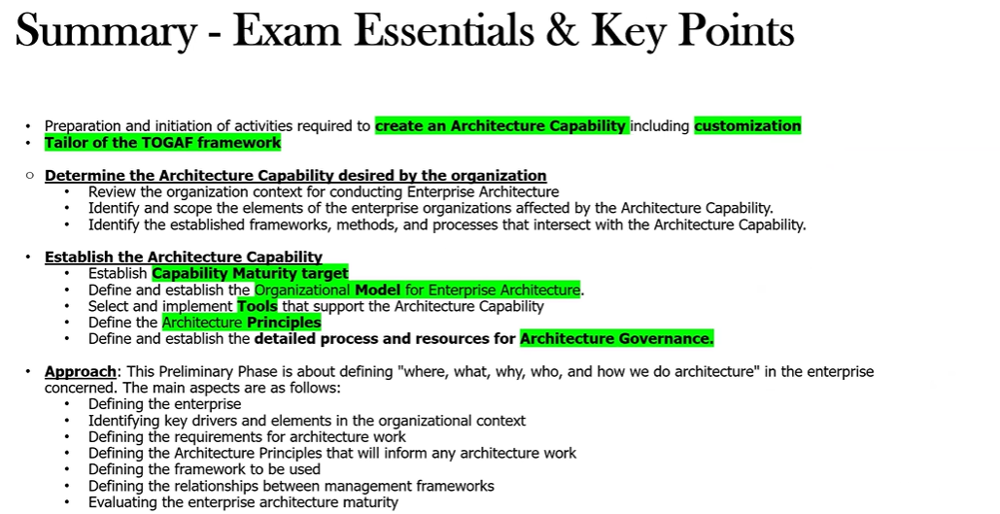 Summary - Exam Essentials & Key Points
• Preparation and initiation of activities required to create an Architecture Capability including customization
• Tailor of the TOGAF framework
○ Determine the Architecture Capability desired by the organization
• Review the organization context for conducting Enterprise Architecture
• Identify and scope the elements of the enterprise organizations affected by the Architecture Capability.
• Identify the established frameworks, methods, and processes that intersect with the Architecture Capability.
• Establish the Architecture Capability
• Establish Capability Maturity target
• Define and establish the Organizational Model for Enterprise Architecture.
• Select and implement Tools that support the Architecture Capability
• Define the Architecture Principles
• Define and establish the detailed process and resources for Architecture Governance.
• Approach: This Preliminary Phase is about defining "where, what, why, who, and how we do architecture" in the enterprise
concerned. The main aspects are as follows:
• Defining the enterprise
• Identifying key drivers and elements in the organizational context
• Defining the requirements for architecture work
• Defining the Architecture Principles that will inform any architecture work
• Defining the framework to be used
• Defining the relationships between management frameworks
• Evaluating the enterprise architecture maturity